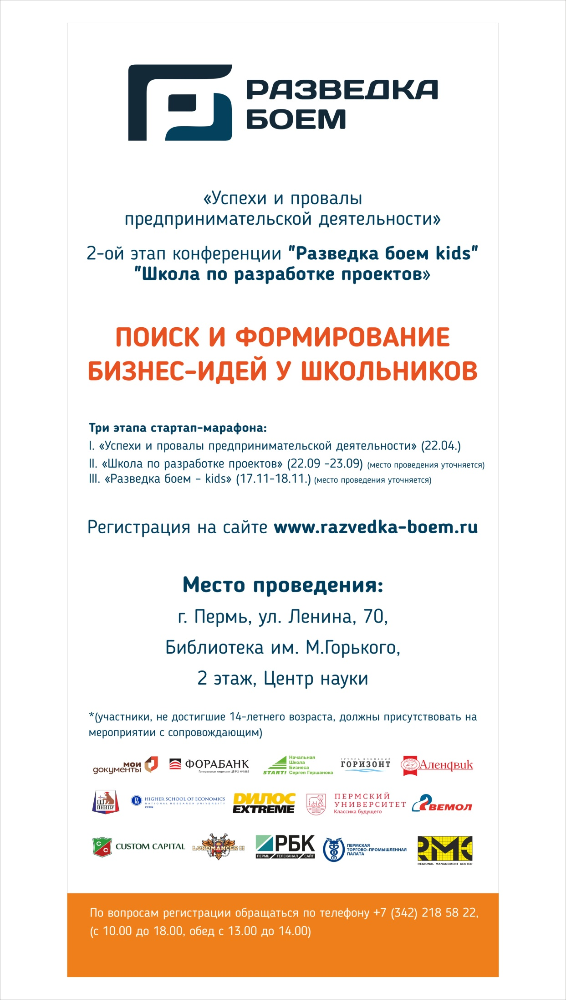 РАЗВЕДКА
БОЕМ
«Успехи и провалы
предпринимательской деятельности»
2-ой этап конференции "Разведка боем kids"
"Школа по разработке проектов»
ПОИСК И ФОРМИРОВАНИЕ
БИЗНЕС-ИДЕЙ У ШКОЛЬНИКОВ
Три этапа стартап-марафона:
I. «Успехи и провалы предпринимательской деятельности» (22.04.)
II. «Школа по разработке проектов» (22.09 -23.09) (место проведения уточняется)
III. «Разведка боем - kids» (17.11-18.11.) (место проведения уточняется)
Регистрация на сайте www.razvedka-boem.ru
Место проведения:
г. Пермь, ул. Ленина, 70,
Библиотека им. М.Горького,
2 этаж, Центр науки
*(участники, не достигшие 14-летнего возраста, должны присутствовать на
мероприятии с сопровождающим)
мои
документы
ФОРАБАНК
Генеральная лицензия ЦБ РФ №1885
Начальная
Школа
Бизнеса
START! Сергея Гершанока
ГРУППА КОМПАНИЙ
ГОРИЗОНТ
Алендвик
ПНИПУ
HIGHER SCHOOL OF ECONOMICS
NATIONAL RESEARCH UNIVERSITY
PERM
ДИЛОС
EXTREME
19 16
ПЕРМСКИЙ
УНИВЕРСИТЕТ
Классика будущего
ВЕМОЛ
CC
CUSTOM CAPITAL
LORDMANCER II
РБК
ПЕРМЬ ТЕЛЕКАНАЛ САЙТ
ПЕРМСКАЯ
ТОРГОВО-ПРОМЫШЛЕННАЯ
ПАЛАТА
RMC
REGIONAL MANAGEMENT CENTER
По вопросам регистрации обращаться по телефону +7 (342) 218 58 22,
(с 10.00 до 18.00, обед с 13.00 до 14.00)